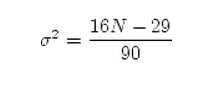 σ² = (16N − 29) / 90